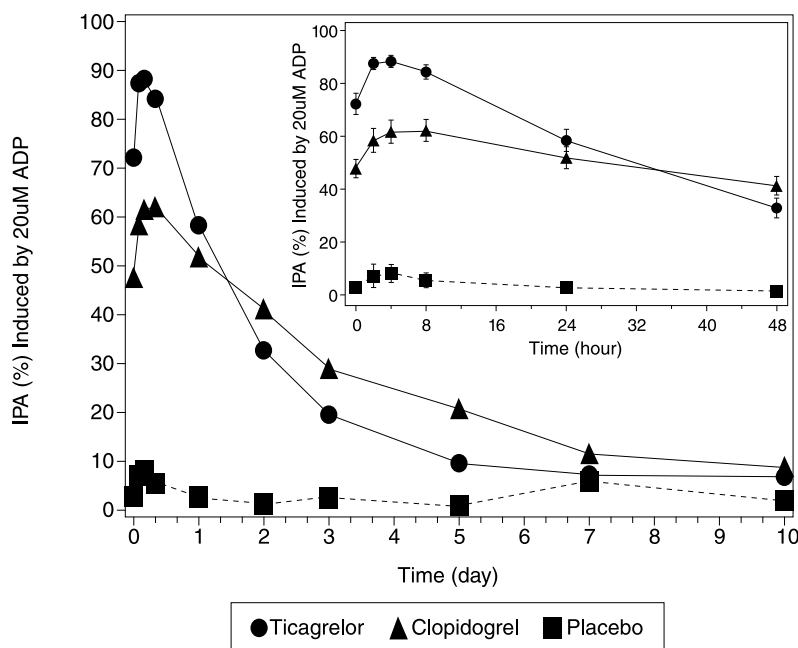 IPA (%) Induced by 20uM ADP
100
90
80
70
60
50
40
30
20
10
0
0 1 2 3 4 5 6 7 8 9 10
Time (day)
IPA (%) Induced by 20uM ADP
100
80
60
40
20
0
0 8 16 24 32 40 48
Time (hour)
Ticagrelor Clopidogrel Placebo